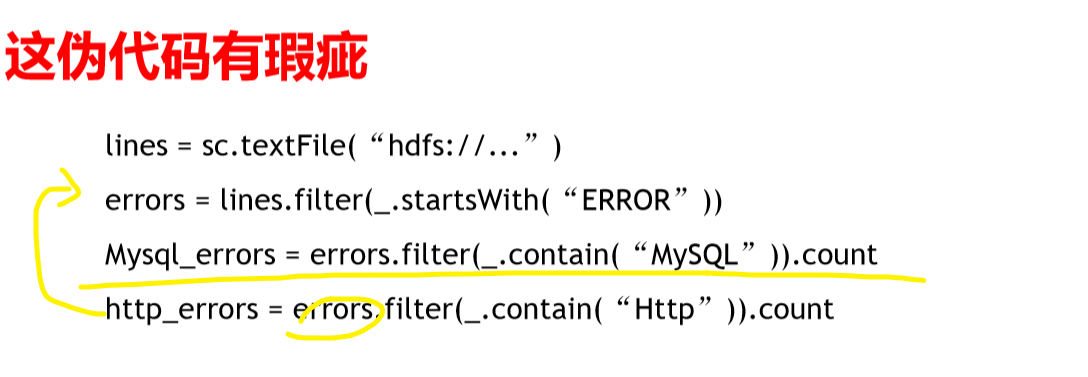 这伪代码有瑕疵
lines = sc.textFile( “hdfs://...” )
errors = lines.filter(_.startsWith( “ERROR” ))
Mysql_errors = errors.filter(_.contain( “MySQL” )).count
http_errors = errors.filter(_.contain( “Http” )).count